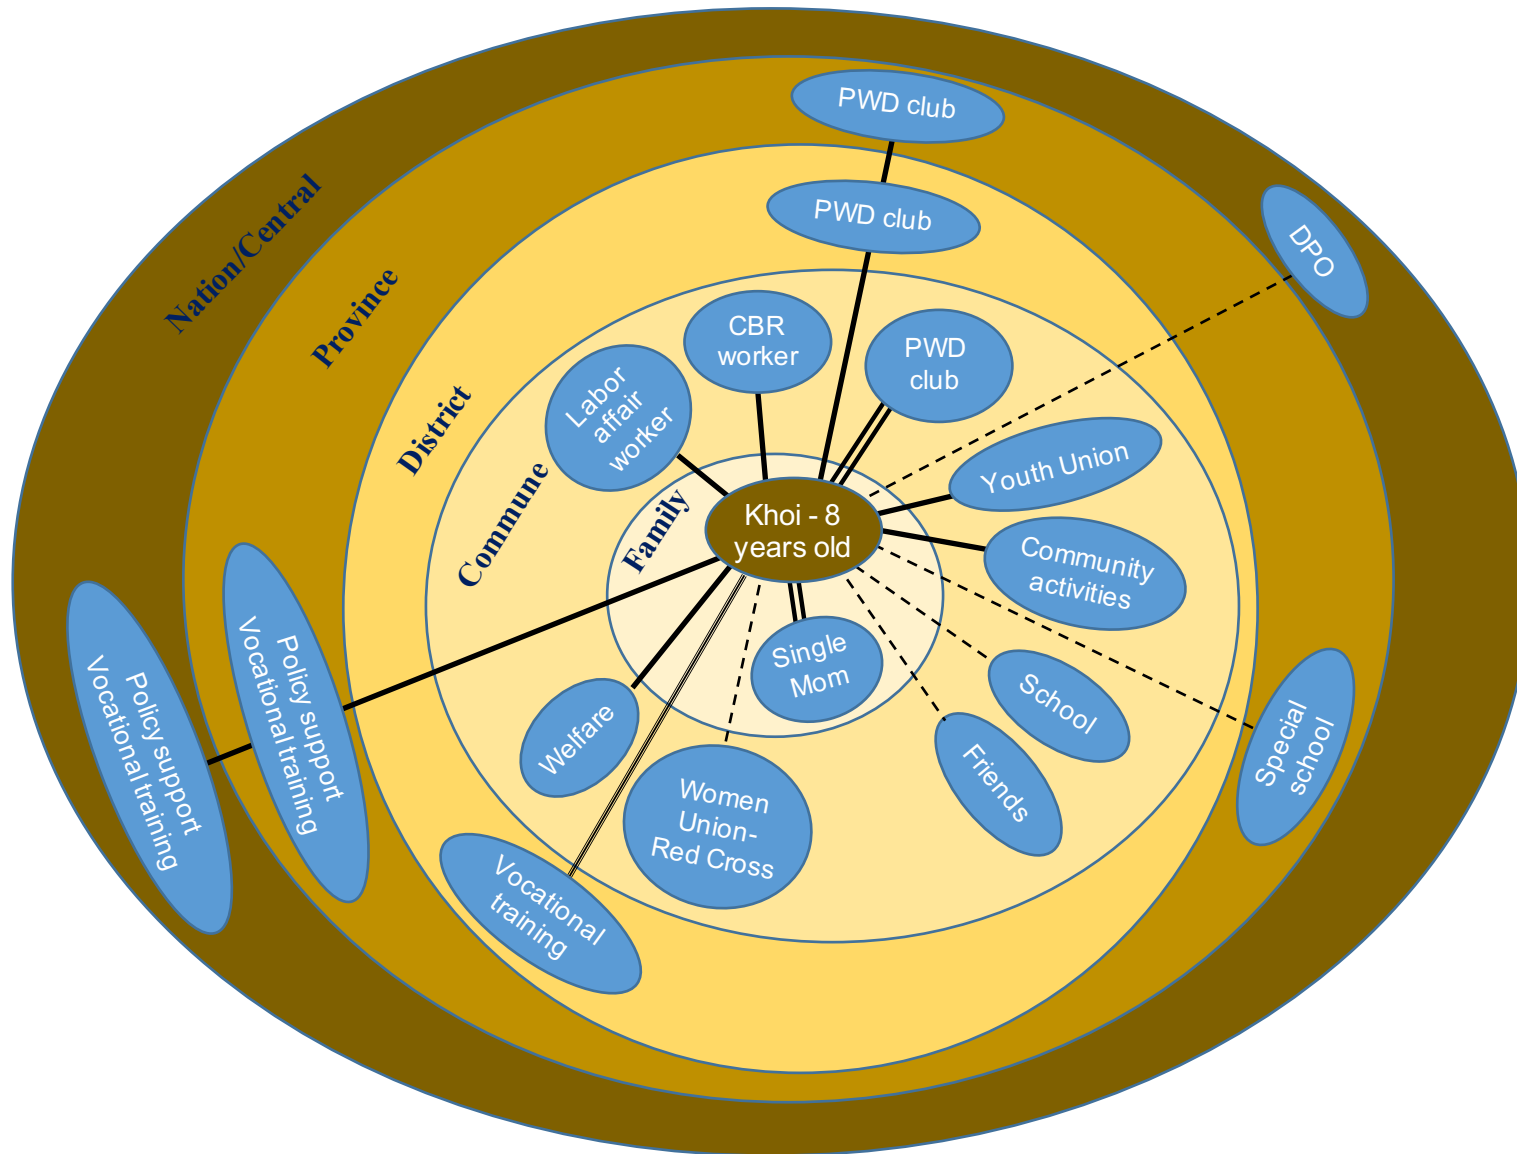 PWD club
PWD club
Nation/Central
DPO
Province
CBR
worker
PWD
club
Labor
affair
worker
District
Youth Union
Commune
Family
Khoi - 8
years old
Community
activities
Single
Mom
School
Special
school
Policy support
Vocational training
Policy support
Vocational training
Welfare
Friends
Women
Union-
Red Cross
Vocational
training